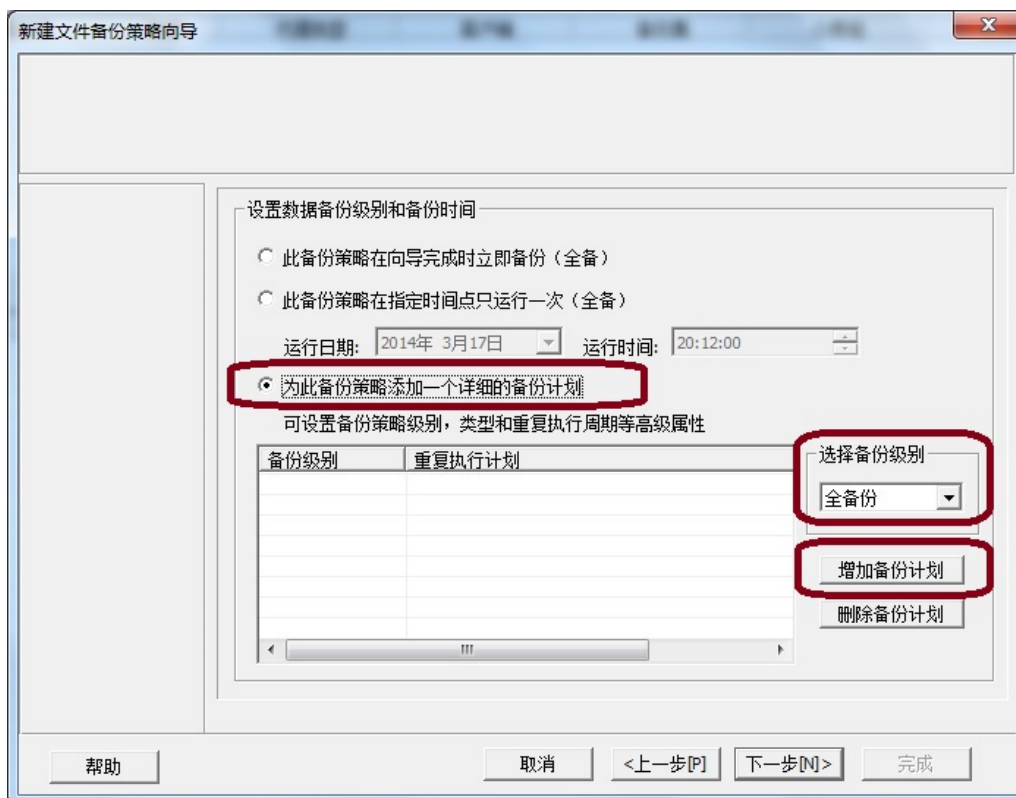 新建文件备份策略向导
设置数据备份级别和备份时间
此备份策略在向导完成时立即备份（全备）
此备份策略在指定时间点只运行一次（全备）
运行日期: 2014年 3月17日 运行时间: 20:12:00
为此备份策略添加一个详细的备份计划
可设置备份策略级别，类型和重复执行周期等高级属性
备份级别 重复执行计划
选择备份级别
全备份
增加备份计划
删除备份计划
帮助 取消 <上一步[P] 下一步[N]> 完成